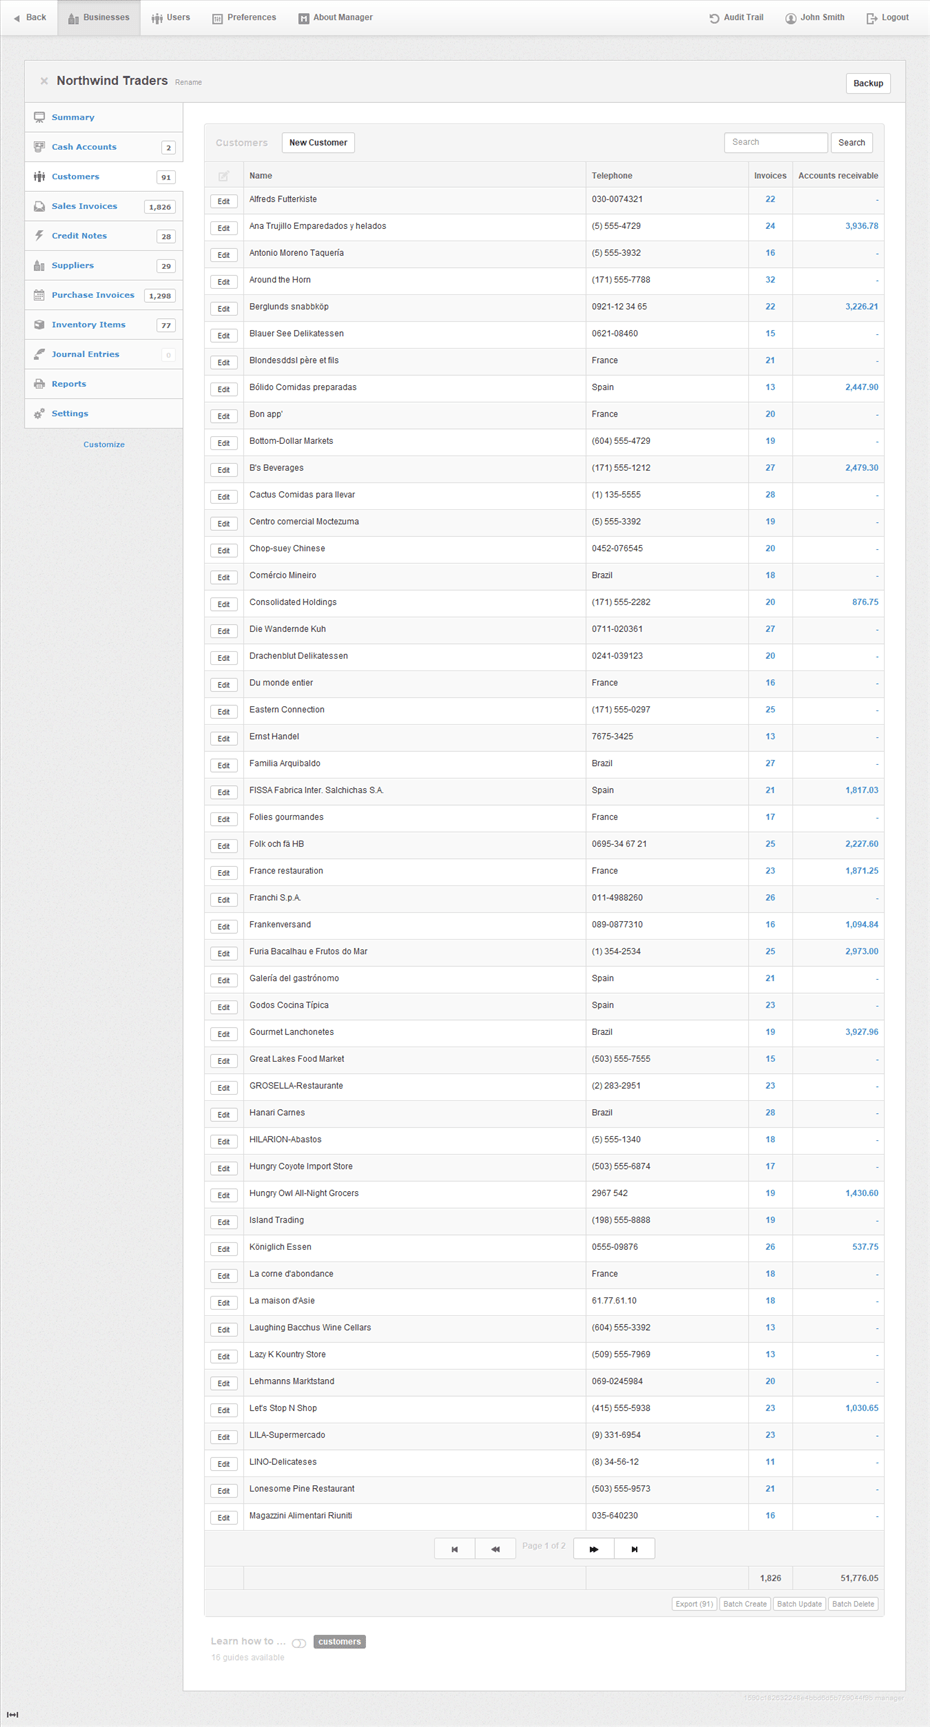 Back Businesses Users Preferences About Manager Audit Trail John Smith Logout
× Northwind Traders Rename Backup
Summary
Cash Accounts 2
Customers 91
Sales Invoices 1,826
Credit Notes 28
Suppliers 29
Purchase Invoices 1,298
Inventory Items 77
Journal Entries 0
Reports
Settings
Customize
Customers New Customer Search Search
Name Telephone Invoices Accounts receivable
Edit Alfreds Futterkiste 030-0074321 22 -
Edit Ana Trujillo Emparedados y helados (5) 555-4729 24 3,936.78
Edit Antonio Moreno Taquería (5) 555-3932 16 -
Edit Around the Horn (171) 555-7788 32 -
Edit Berglunds snabbköp 0921-12 34 65 22 3,226.21
Edit Blauer See Delikatessen 0621-08460 15 -
Edit Blondesddsl père et fils France 21 -
Edit Bólido Comidas preparadas Spain 13 2,447.90
Edit Bon app' France 20 -
Edit Bottom-Dollar Markets (604) 555-4729 19 -
Edit B's Beverages (171) 555-1212 27 2,479.30
Edit Cactus Comidas para llevar (1) 135-5555 28 -
Edit Centro comercial Moctezuma (5) 555-3392 19 -
Edit Chop-suey Chinese 0452-076545 20 -
Edit Comércio Mineiro Brazil 18 -
Edit Consolidated Holdings (171) 555-2282 20 876.75
Edit Die Wandernde Kuh 0711-020361 27 -
Edit Drachenblut Delikatessen 0241-039123 20 -
Edit Du monde entier France 16 -
Edit Eastern Connection (171) 555-0297 25 -
Edit Ernst Handel 7675-3425 13 -
Edit Familia Arquibaldo Brazil 27 -
Edit FISSA Fabrica Inter. Salchichas S.A. Spain 21 1,817.03
Edit Folies gourmandes France 17 -
Edit Folk och fä HB 0695-34 67 21 25 2,227.60
Edit France restauration France 23 1,871.25
Edit Franchi S.p.A. 011-4988260 26 -
Edit Frankenversand 089-0877310 16 1,094.84
Edit Furia Bacalhau e Frutos do Mar (1) 354-2534 25 2,973.00
Edit Galería del gastrónomo Spain 21 -
Edit Godos Cocina Típica Spain 23 -
Edit Gourmet Lanchonetes Brazil 19 3,927.96
Edit Great Lakes Food Market (503) 555-7555 15 -
Edit GROSELLA-Restaurante (2) 283-2951 23 -
Edit Hanari Carnes Brazil 28 -
Edit HILARION-Abastos (5) 555-1340 18 -
Edit Hungry Coyote Import Store (503) 555-6874 17 -
Edit Hungry Owl All-Night Grocers 2967 542 19 1,430.60
Edit Island Trading (198) 555-8888 19 -
Edit Königlich Essen 0555-09876 26 537.75
Edit La corne d'abondance France 18 -
Edit La maison d'Asie 61.77.61.10 18 -
Edit Laughing Bacchus Wine Cellars (604) 555-3392 13 -
Edit Lazy K Kountry Store (509) 555-7969 13 -
Edit Lehmanns Marktstand 069-0245984 20 -
Edit Let's Stop N Shop (415) 555-5938 23 1,030.65
Edit LILA-Supermercado (9) 331-6954 23 -
Edit LINO-Delicateses (8) 34-56-12 11 -
Edit Lonesome Pine Restaurant (503) 555-9573 21 -
Edit Magazzini Alimentari Riuniti 035-640230 16 -
Page 1 of 2
1,826 51,776.05
Export (91) Batch Create Batch Update Batch Delete
Learn how to ... customers
16 guides available